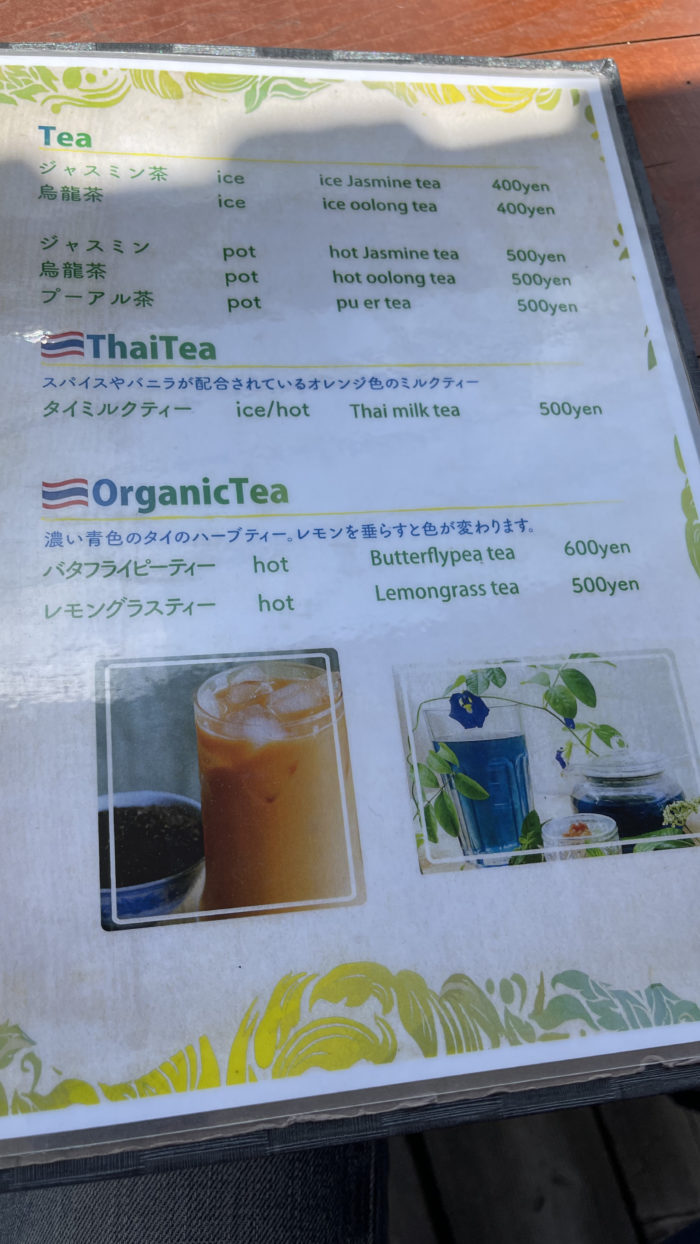 Tea
ジャスミン茶 ice ice Jasmine tea 400yen
烏龍茶 ice ice oolong tea 400yen
ジャスミン pot hot Jasmine tea 500yen
烏龍茶 pot hot oolong tea 500yen
プーアル茶 pot pu er tea 500yen
ThaiTea
スパイスやバニラが配合されているオレンジ色のミルクティー
タイミルクティー ice/hot Thai milk tea 500yen
OrganicTea
濃い青色のタイのハーブティー。レモンを垂らすと色が変わります。
バタフライピーティー hot Butterflypea tea 600yen
レモングラスティー hot Lemongrass tea 500yen